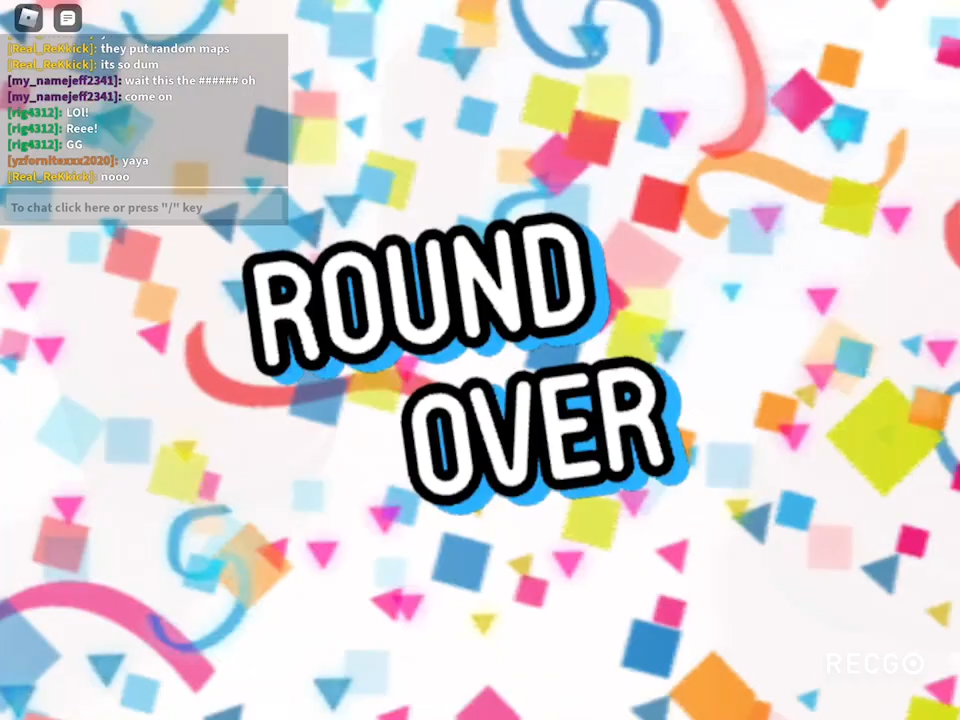 [Real_ReKkick]: they put random maps
[Real_ReKkick]: its so dum
[my_namejeff2341]: wait this the ###### oh
[my_namejeff2341]: come on
[rig4312]: LOl!
[rig4312]: Reee!
[rig4312]: GG
[yzfornitexxx2020]: yaya
[Real_ReKkick]: nooo
To chat click here or press "/" key
ROUND
OVER
RECGO